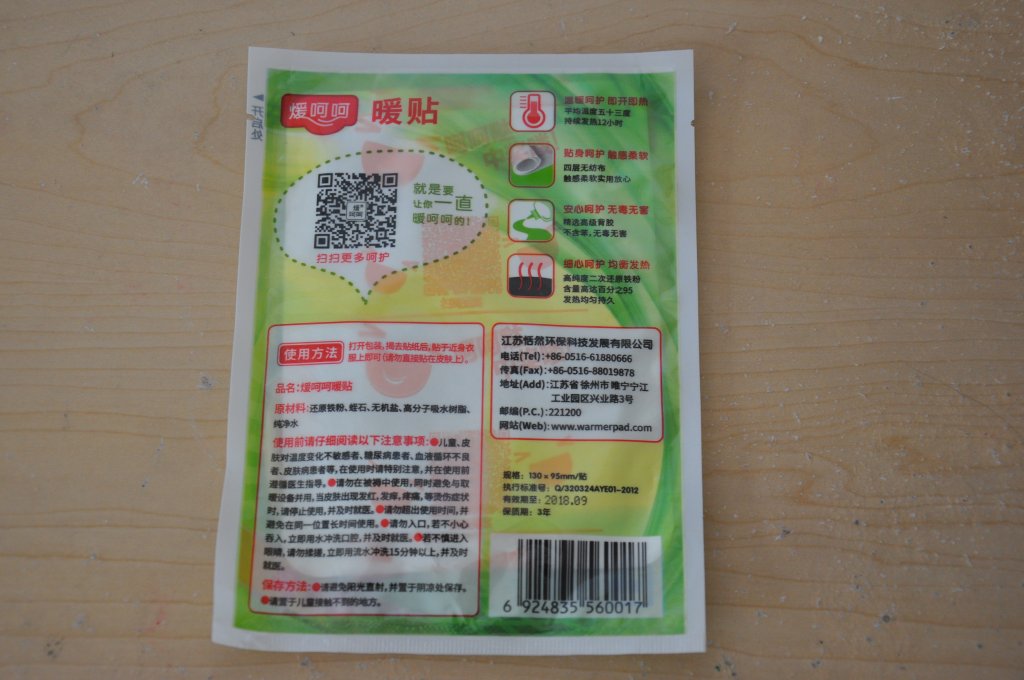 开启处
煖呵呵 暖贴
就是要
让你一直
暖呵呵的!
扫扫更多呵护
温暖呵护 即开即热
平均温度五十三度
持续发热12小时
贴身呵护 触感柔软
四层无纺布
触感柔软实用放心
安心呵护 无毒无害
精选高级背胶
不含苯,无毒无害
细心呵护 均衡发热
高纯度二次还原铁粉
含量高达百分之95
发热均匀持久
使用方法
打开包装,揭去贴纸后,贴于近身衣
服上即可(请勿直接贴在皮肤上)。
品名:煖呵呵暖贴
原材料:还原铁粉、蛭石、无机盐、高分子吸水树脂、
纯净水
使用前请仔细阅读以下注意事项:●儿童、皮
肤对温度变化不敏感者、糖尿病患者、血液循环不良
者、皮肤病患者等,在使用时请特别注意,并在使用前
遵循医生指导。●请勿在被褥中使用,同时避免与取
暖设备并用,当皮肤出现发红,发痒,疼痛,等烫伤症状
时,请停止使用,并及时就医。●请勿超出使用时间,并
避免在同一位置长时间使用。●请勿入口,若不小心
吞入,立即用水冲洗口腔,并及时就医。●若不慎进入
眼睛,请勿揉搓,立即用流水冲洗15分钟以上,并及时
就医。
保存方法:●请避免阳光直射,并置于阴凉处保存。
●请置于儿童接触不到的地方。
江苏恬然环保科技发展有限公司
电话(Tel):+86-0516-61880666
传真(Fax):+86-0516-88019878
地址(Add):江苏省 徐州市 睢宁宁江
工业园区兴业路3号
邮编(P.C.):221200
网站(Web):www.warmerpad.com
规格:130×95mm/贴
执行标准号:Q/320324AYE01-2012
有效期至:2018.09
保质期:3年
6 924835 560017